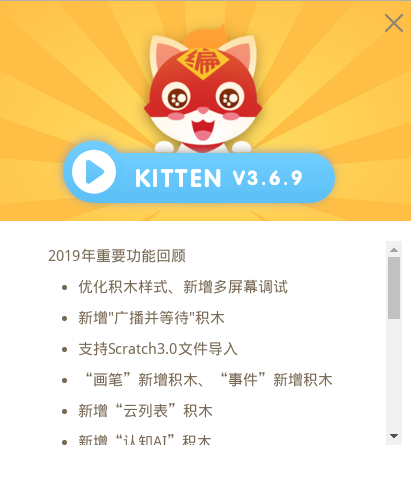 编
KITTEN V3.6.9
2019年重要功能回顾
优化积木样式、新增多屏幕调试
新增"广播并等待"积木
支持Scratch3.0文件导入
“画笔”新增积木、“事件”新增积木
新增“云列表”积木
新增“认知AI”积木